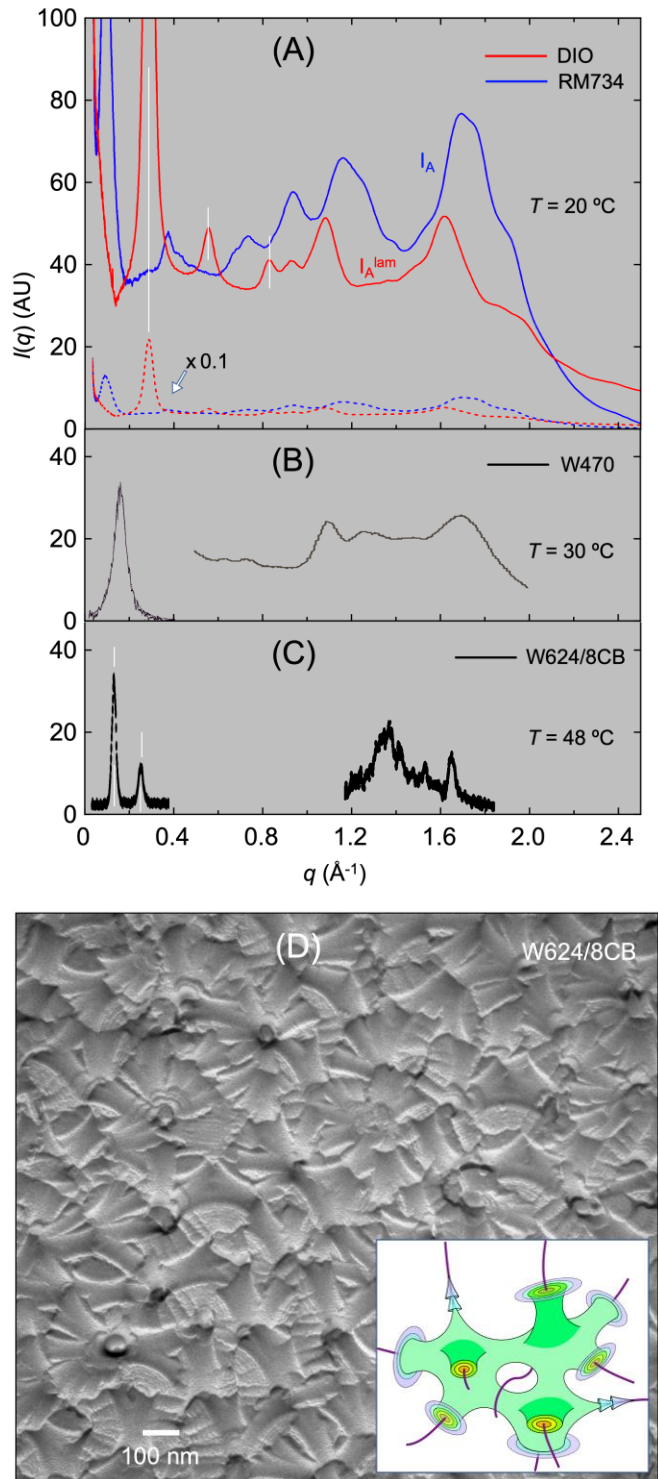 (A)
DIO
RM734
I_A
I_A^lam
T = 20 ºC
x 0.1
I(q) (AU)
100
80
60
40
20
0
(B)
W470
T = 30 ºC
40
20
0
(C)
W624/8CB
T = 48 ºC
40
20
0
0 0.4 0.8 1.2 1.6 2.0 2.4
q (Å⁻¹)
(D)
W624/8CB
100 nm